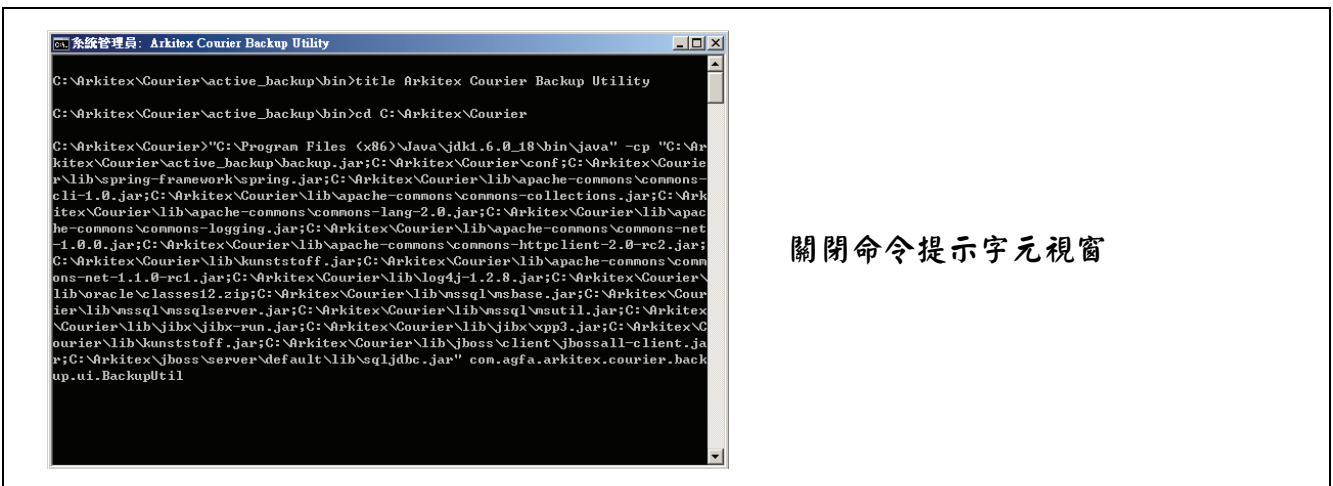 系統管理員: Arkitex Courier Backup Utility
C:\Arkitex\Courier\active_backup\bin>title Arkitex Courier Backup Utility
C:\Arkitex\Courier\active_backup\bin>cd C:\Arkitex\Courier
C:\Arkitex\Courier>"C:\Program Files (x86)\Java\jdk1.6.0_18\bin\java" -cp "C:\Ar
kitex\Courier\active_backup\backup.jar;C:\Arkitex\Courier\conf;C:\Arkitex\Courie
r\lib\spring-framework\spring.jar;C:\Arkitex\Courier\lib\apache-commons\commons-
cli-1.0.jar;C:\Arkitex\Courier\lib\apache-commons\commons-collections.jar;C:\Ark
itex\Courier\lib\apache-commons\commons-lang-2.0.jar;C:\Arkitex\Courier\lib\apac
he-commons\commons-logging.jar;C:\Arkitex\Courier\lib\apache-commons\commons-net
-1.0.0.jar;C:\Arkitex\Courier\lib\apache-commons\commons-httpclient-2.0-rc2.jar;
C:\Arkitex\Courier\lib\kunststoff.jar;C:\Arkitex\Courier\lib\apache-commons\comm
ons-net-1.1.0-rc1.jar;C:\Arkitex\Courier\lib\log4j-1.2.8.jar;C:\Arkitex\Courier\
lib\oracle\classes12.zip;C:\Arkitex\Courier\lib\mssql\msbase.jar;C:\Arkitex\Cour
ier\lib\mssql\mssqlserver.jar;C:\Arkitex\Courier\lib\mssql\msutil.jar;C:\Arkitex
\Courier\lib\jibx\jibx-run.jar;C:\Arkitex\Courier\lib\jibx\xpp3.jar;C:\Arkitex\C
ourier\lib\kunststoff.jar;C:\Arkitex\Courier\lib\jboss\client\jbossall-client.ja
r;C:\Arkitex\jboss\server\default\lib\sqljdbc.jar" com.agfa.arkitex.courier.back
up.ui.BackupUtil
關閉命令提示字元視窗